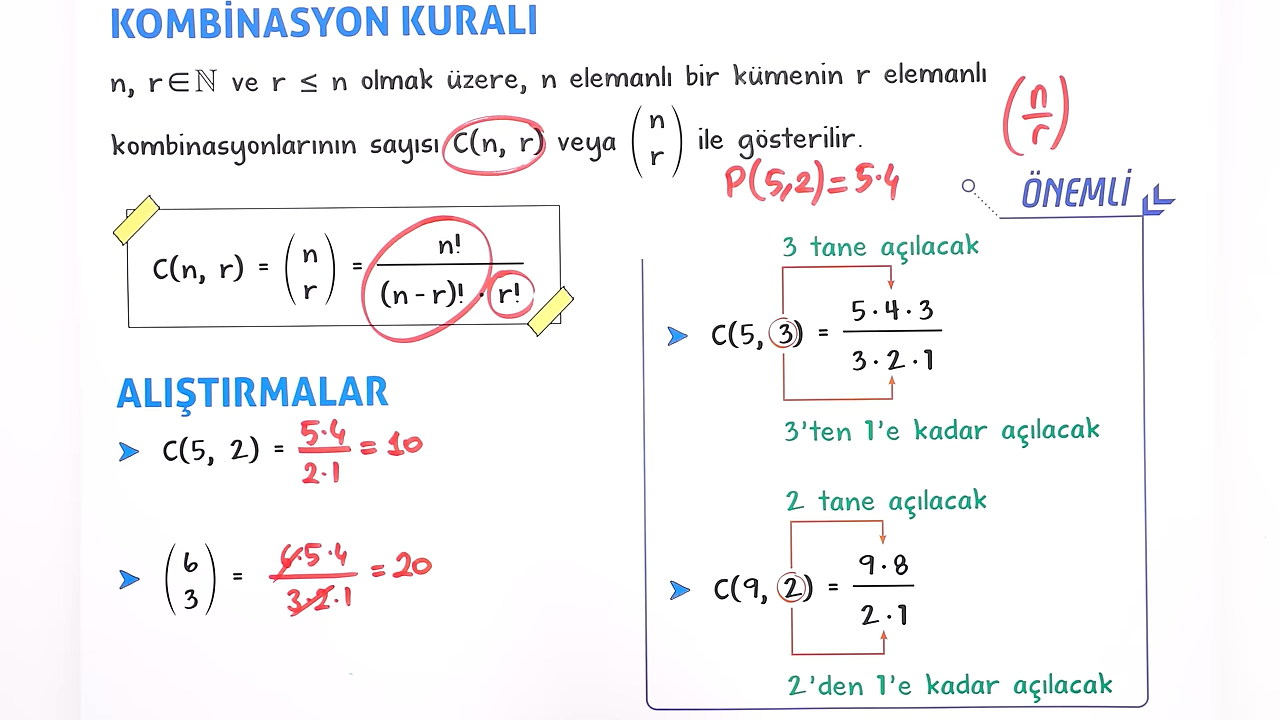 KOMBİNASYON KURALI
n, r ∈ ℕ ve r ≤ n olmak üzere, n elemanlı bir kümenin r elemanlı
kombinasyonlarının sayısı C(n, r) veya (n r) ile gösterilir.
(n/r)
P(5,2)=5·4
C(n, r) = (n r) = n! / (n - r)! · r!
ALIŞTIRMALAR
C(5, 2) = 5·4 / 2·1 = 10
(6 3) = 6·5·4 / 3·2·1 = 20
ÖNEMLİ
3 tane açılacak
C(5, 3) = 5·4·3 / 3·2·1
3'ten 1'e kadar açılacak
2 tane açılacak
C(9, 2) = 9·8 / 2·1
2'den 1'e kadar açılacak